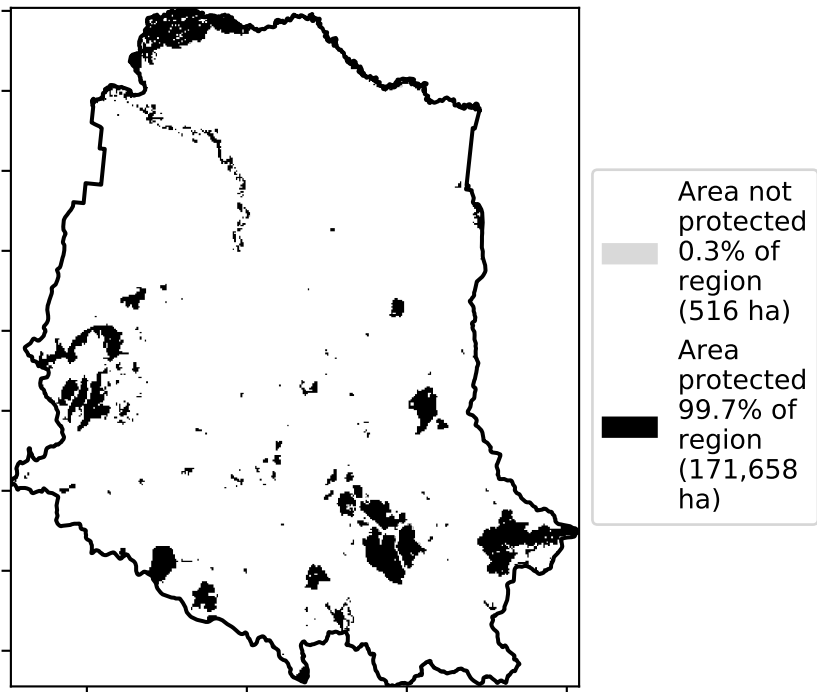 Area not
protected
0.3% of
region
(516 ha)
Area
protected
99.7% of
region
(171,658
ha)